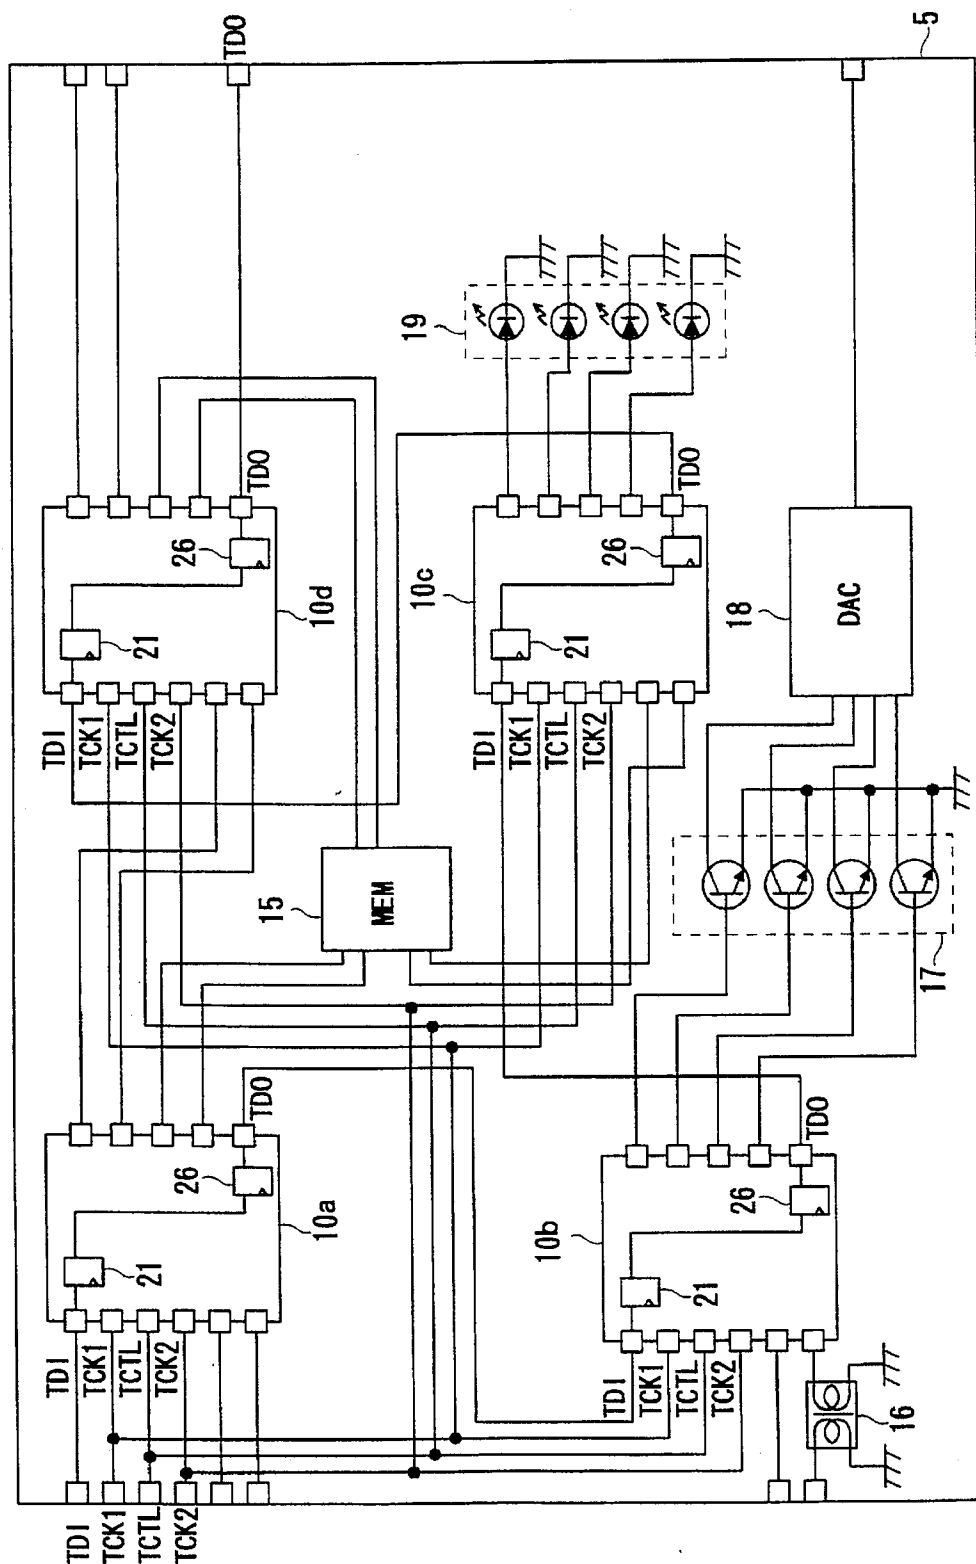 5
TDO
TDO
26
10d
21
TDI
TCK1
TCTL
TCK2
19
TDO
26
10c
21
TDI
TCK1
TCTL
TCK2
18
DAC
15
MEM
17
TDO
26
10a
21
TDI
TCK1
TCTL
TCK2
TDO
26
10b
21
TDI
TCK1
TCTL
TCK2
16
TDI
TCK1
TCTL
TCK2